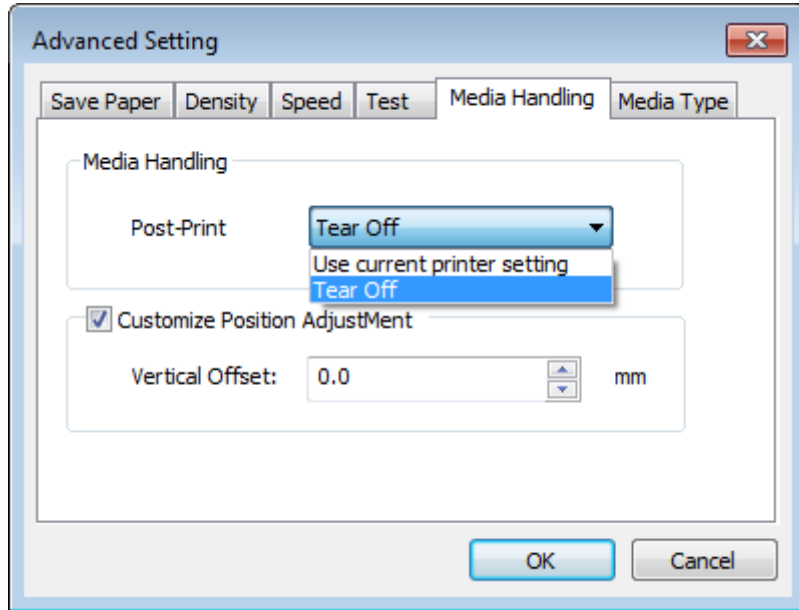 Advanced Setting
Save Paper Density Speed Test Media Handling Media Type
Media Handling
Post-Print Tear Off
Use current printer setting
Tear Off
Customize Position AdjustMent
Vertical Offset: 0.0 mm
OK Cancel